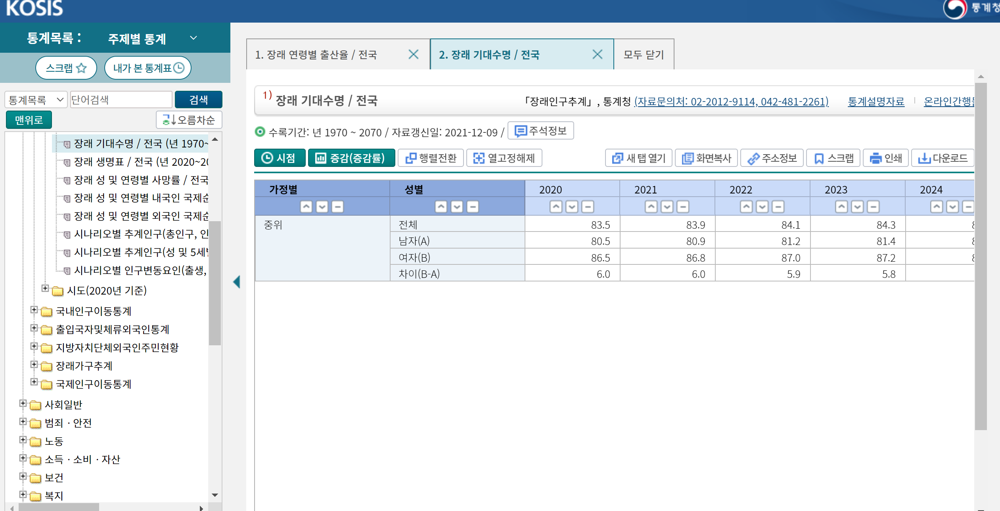 KOSIS
통계청
통계목록 : 주제별 통계
스크랩 내가 본 통계표
통계목록 단어검색 검색
맨위로 오름차순
장래 기대수명 / 전국 (년 1970~
장래 생명표 / 전국 (년 2020~20
장래 성 및 연령별 사망률 / 전국
장래 성 및 연령별 내국인 국제순
장래 성 및 연령별 외국인 국제순
시나리오별 추계인구(총인구, 인
시나리오별 추계인구(성 및 5세별
시나리오별 인구변동요인(출생,
시도(2020년 기준)
국내인구이동통계
출입국자및체류외국인통계
지방자치단체외국인주민현황
장래가구추계
국제인구이동통계
사회일반
범죄 · 안전
노동
소득 · 소비 · 자산
보건
복지
1. 장래 연령별 출산율 / 전국 2. 장래 기대수명 / 전국 모두 닫기
1) 장래 기대수명 / 전국 「장래인구추계」, 통계청 (자료문의처: 02-2012-9114, 042-481-2261) 통계설명자료 온라인간행물
수록기간: 년 1970 ~ 2070 / 자료갱신일: 2021-12-09 / 주석정보
시점 증감(증감률) 행렬전환 열고정해제 새 탭 열기 화면복사 주소정보 스크랩 인쇄 다운로드
가정별 성별 2020 2021 2022 2023 2024
중위 전체 83.5 83.9 84.1 84.3
남자(A) 80.5 80.9 81.2 81.4
여자(B) 86.5 86.8 87.0 87.2
차이(B-A) 6.0 6.0 5.9 5.8